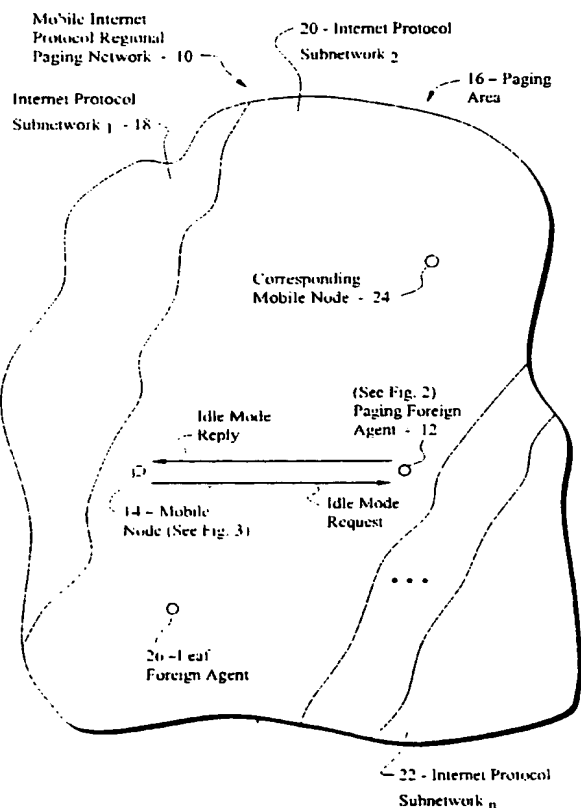 Mobile Internet
Protocol Regional
Paging Network - 10
20 - Internet Protocol
Subnetwork 2
16 - Paging
Area
Internet Protocol
Subnetwork 1 - 18
Corresponding
Mobile Node - 24
(See Fig. 2)
Paging Foreign
Agent - 12
Idle Mode
Reply
14 - Mobile
Node (See Fig. 3)
Idle Mode
Request
...
26 - Leaf
Foreign Agent
22 - Internet Protocol
Subnetwork n